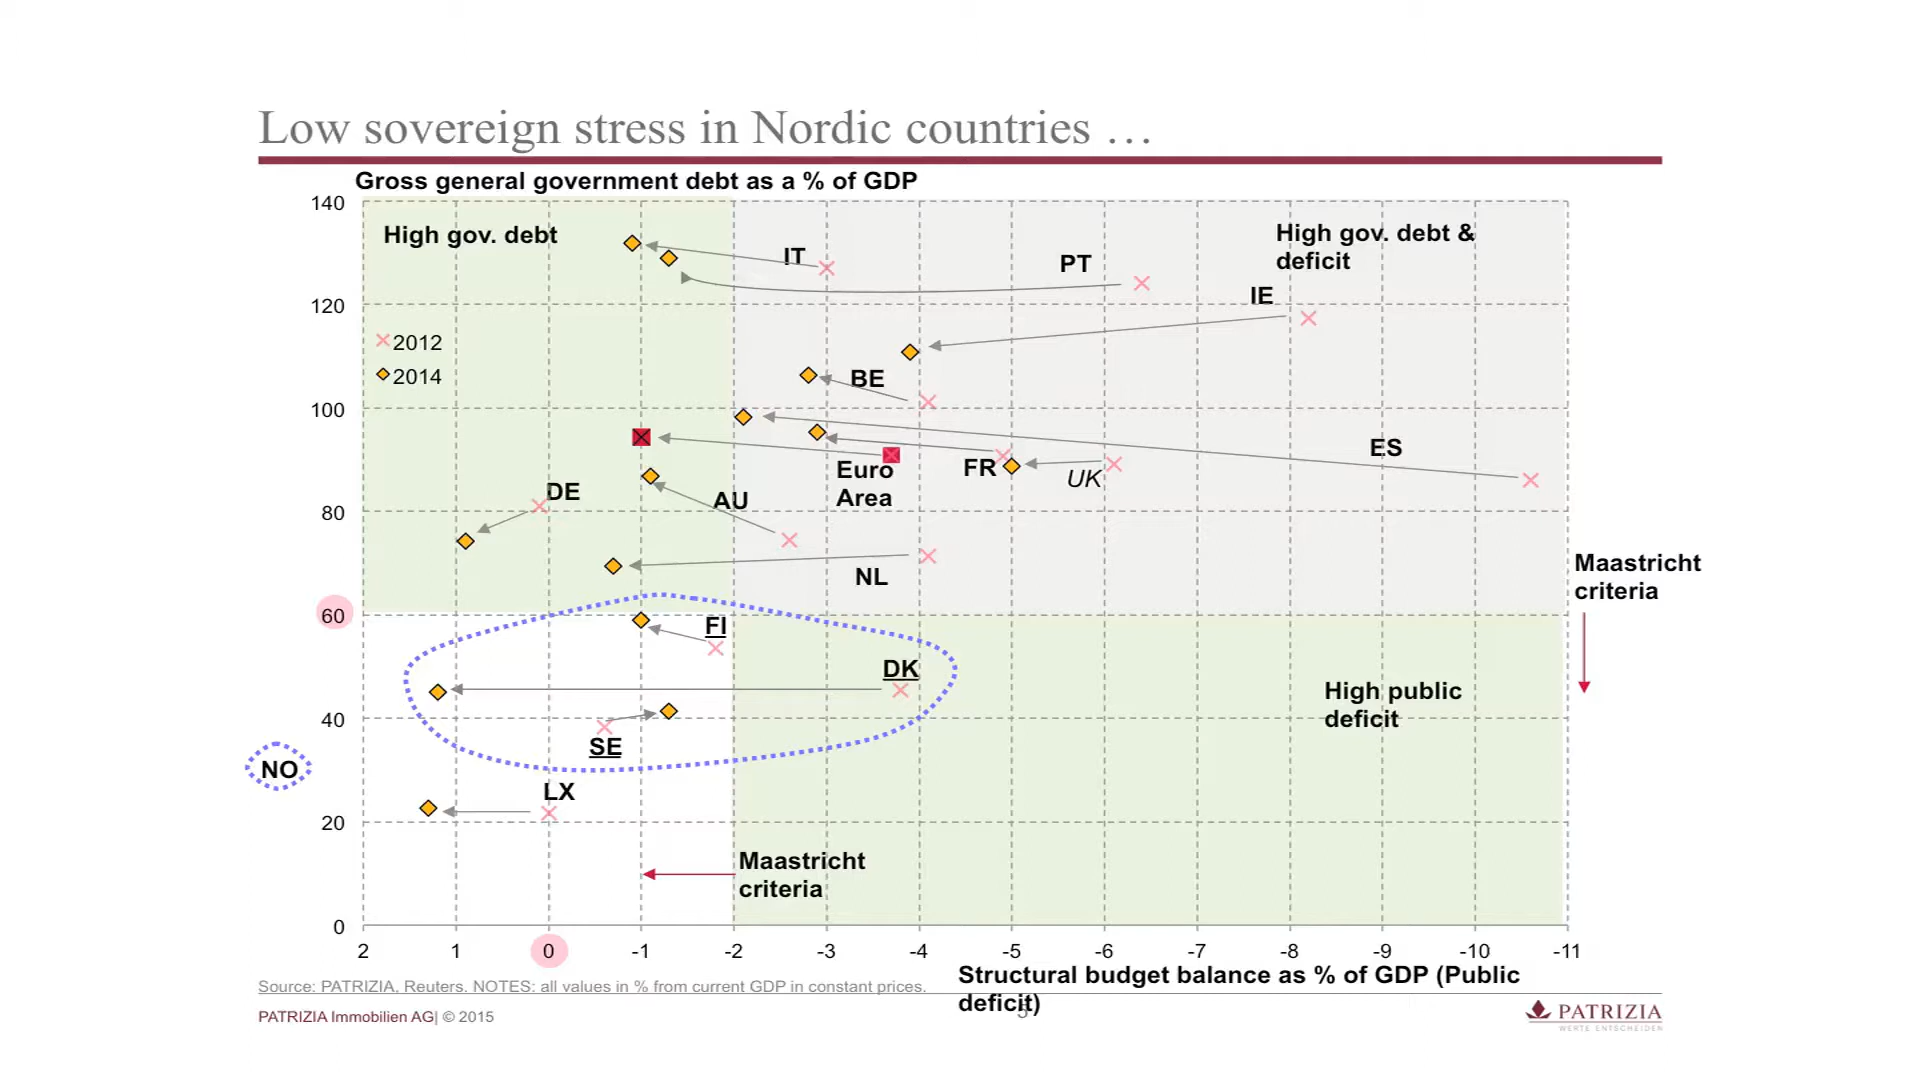 Low sovereign stress in Nordic countries …
Gross general government debt as a % of GDP
140
120
100
80
60
40
20
0
High gov. debt
High gov. debt &
deficit
2012
2014
IT
PT
IE
BE
ES
Euro
Area
FR
UK
DE
AU
NL
FI
DK
SE
NO
LX
Maastricht
criteria
High public
deficit
Maastricht
criteria
2 1 0 -1 -2 -3 -4 -5 -6 -7 -8 -9 -10 -11
Structural budget balance as % of GDP (Public
deficit)
Source: PATRIZIA, Reuters. NOTES: all values in % from current GDP in constant prices.
PATRIZIA Immobilien AG| © 2015
PATRIZIA
WERTE ENTSCHEIDEN